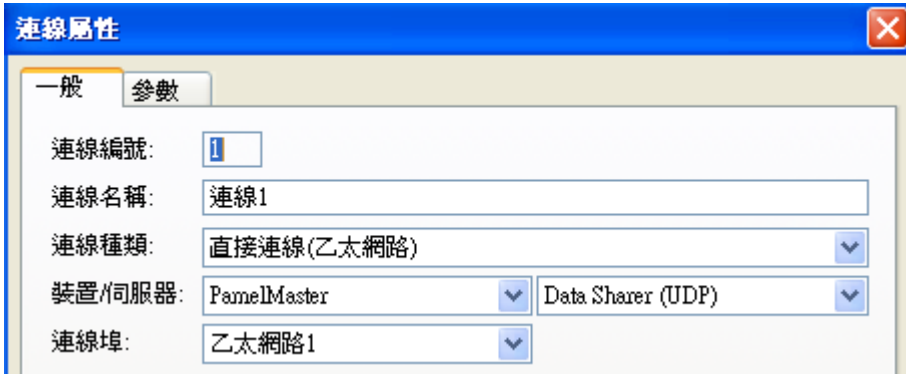 連線屬性
一般 參數
連線編號: 1
連線名稱: 連線1
連線種類: 直接連線(乙太網路)
裝置/伺服器: PamelMaster Data Sharer (UDP)
連線埠: 乙太網路1